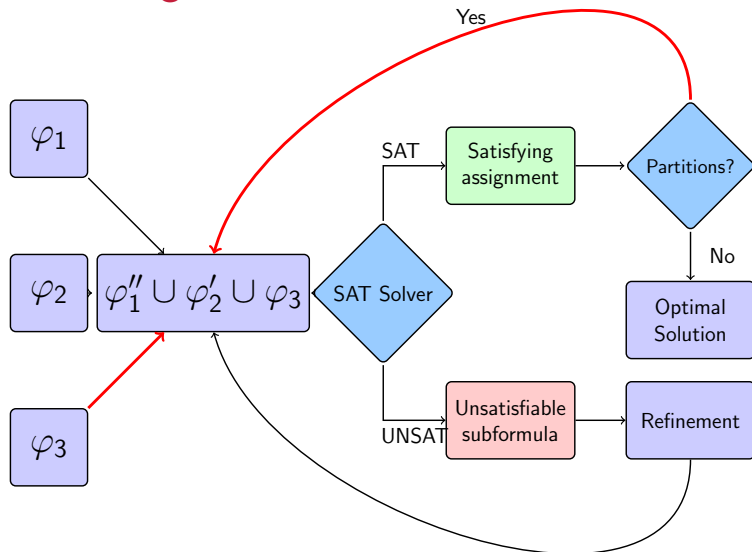 Yes
φ₁
SAT
Satisfying
assignment
Partitions?
φ₂
φ₁′′ ∪ φ₂′ ∪ φ₃
SAT Solver
No
Optimal
Solution
φ₃
UNSAT
Unsatisfiable
subformula
Refinement